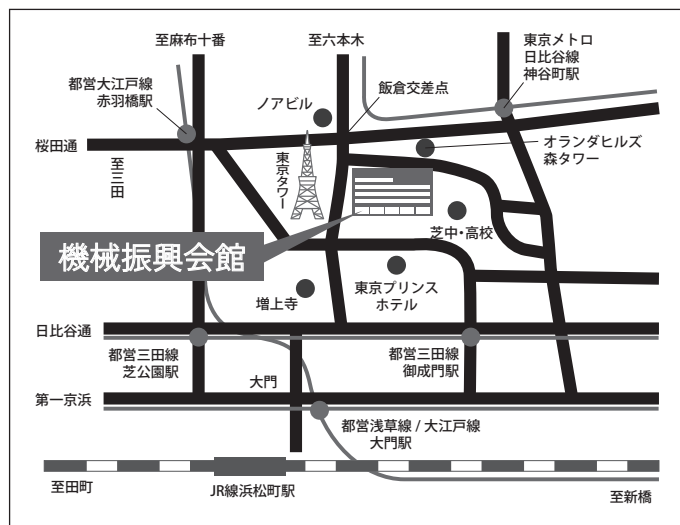 至麻布十番
至六本木
東京メトロ
日比谷線
神谷町駅
都営大江戸線
赤羽橋駅
ノアビル
飯倉交差点
桜田通
至三田
東京タワー
オランダヒルズ
森タワー
芝中・高校
機械振興会館
増上寺
東京プリンス
ホテル
日比谷通
都営三田線
芝公園駅
都営三田線
御成門駅
大門
第一京浜
都営浅草線 / 大江戸線
大門駅
至田町
JR線浜松町駅
至新橋